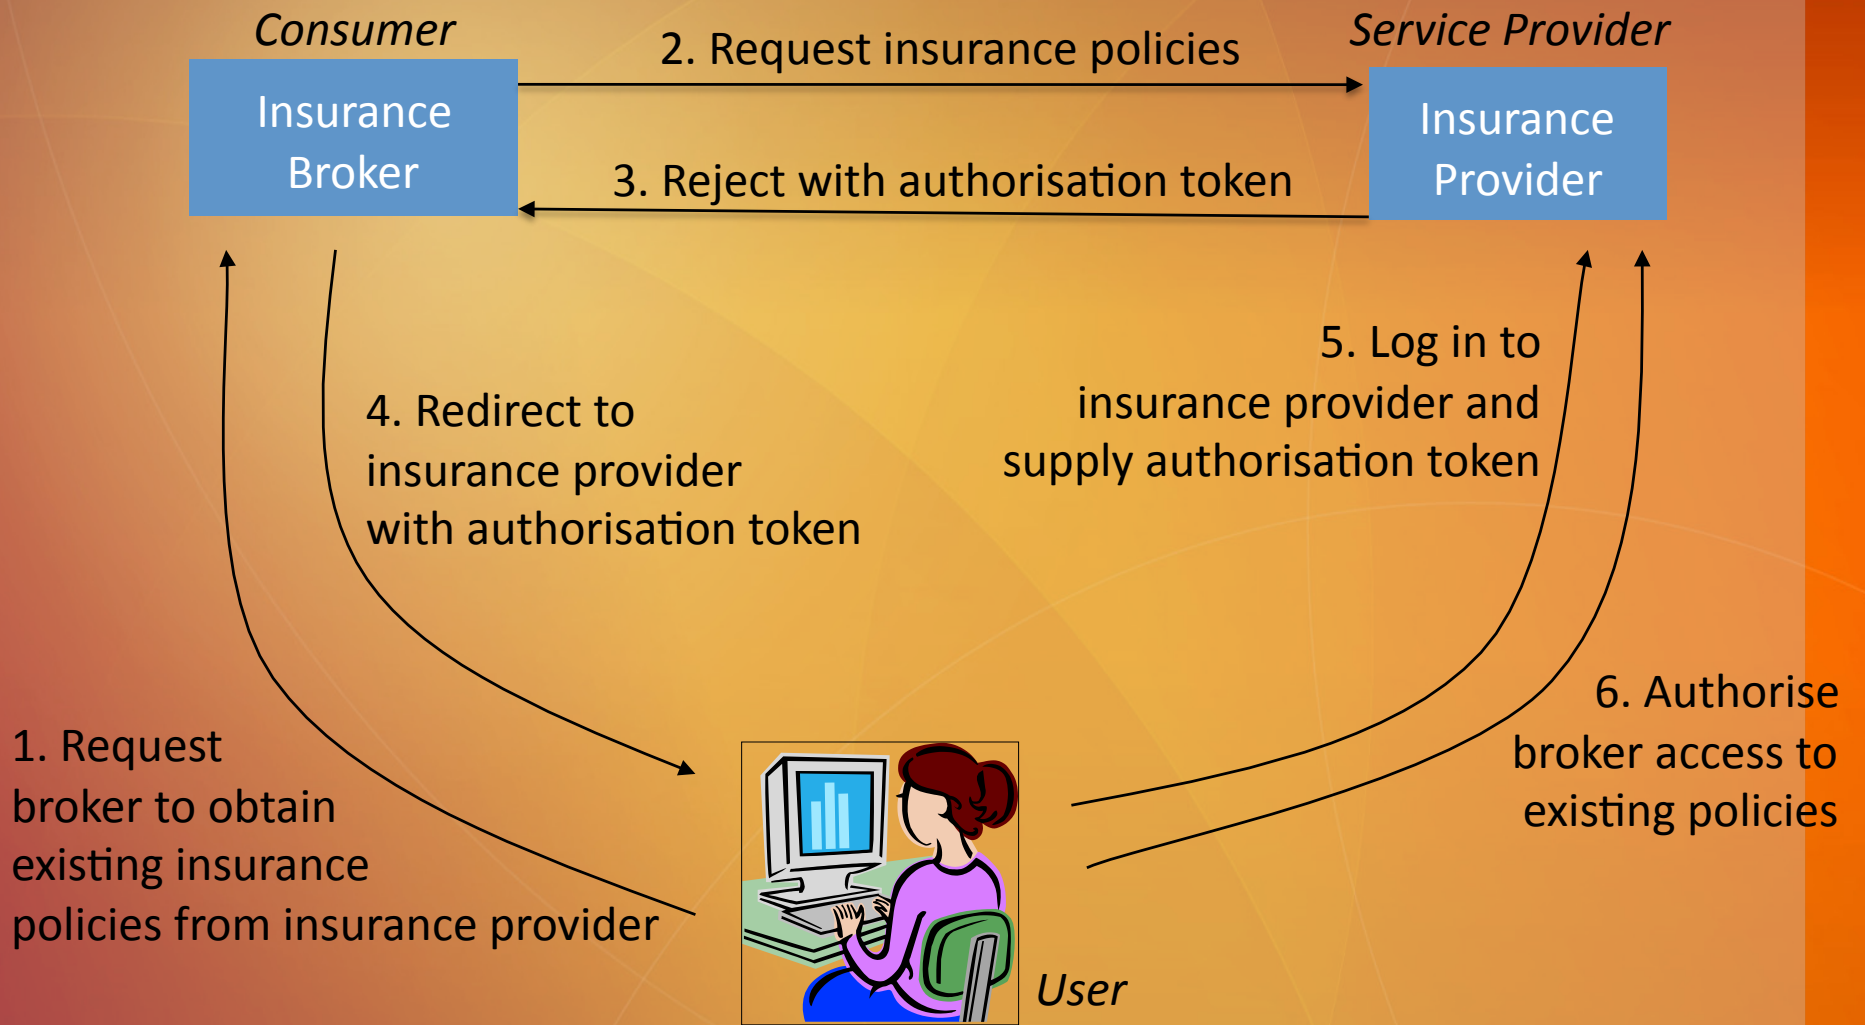 Consumer
Service Provider
2. Request insurance policies
Insurance
Broker
Insurance
Provider
3. Reject with authorisation token
5. Log in to
insurance provider and
supply authorisation token
4. Redirect to
insurance provider
with authorisation token
6. Authorise
broker access to
existing policies
1. Request
broker to obtain
existing insurance
policies from insurance provider
User